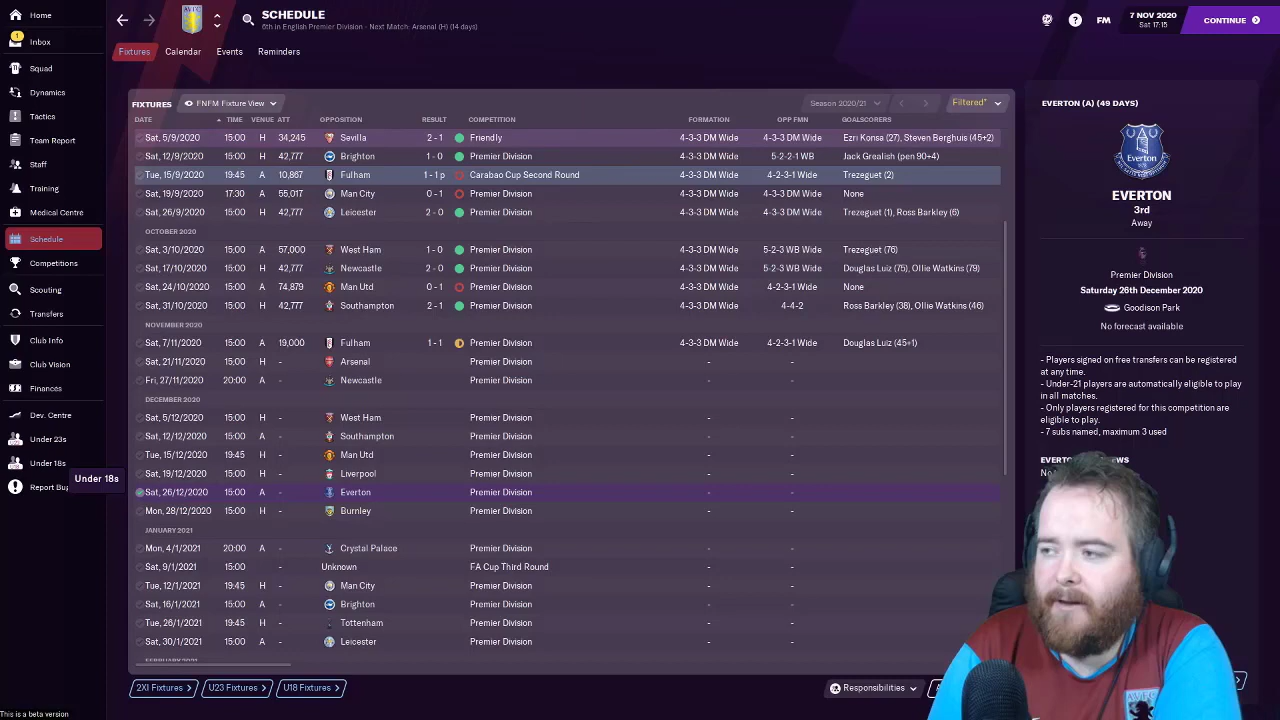 Home
1
Inbox
Squad
Dynamics
Tactics
Team Report
Staff
Training
Medical Centre
Schedule
Competitions
Scouting
Transfers
Club Info
Club Vision
Finances
Dev. Centre
Under 23s
Under 18s
Under 18s
This is a beta version
AVFC
SCHEDULE
6th in English Premier Division - Next Match: Arsenal (H) (14 days)
FM
7 NOV 2020
Sat 17:15
CONTINUE
Fixtures Calendar Events Reminders
FIXTURES FNFM Fixture View Season 2020/21 Filtered*
DATE TIME VENUE ATT OPPOSITION RESULT COMPETITION FORMATION OPP FMN GOALSCORERS
Sat, 5/9/2020 15:00 H 34,245 Sevilla 2 - 1 Friendly 4-3-3 DM Wide 4-3-3 DM Wide Ezri Konsa (27), Steven Berghuis (45+2)
Sat, 12/9/2020 15:00 H 42,777 Brighton 1 - 0 Premier Division 4-3-3 DM Wide 5-2-2-1 WB Jack Grealish (pen 90+4)
Tue, 15/9/2020 19:45 A 10,867 Fulham 1 - 1 p Carabao Cup Second Round 4-3-3 DM Wide 4-2-3-1 Wide Trezeguet (2)
Sat, 19/9/2020 17:30 A 55,017 Man City 0 - 1 Premier Division 4-3-3 DM Wide 4-3-3 DM Wide None
Sat, 26/9/2020 15:00 H 42,777 Leicester 2 - 0 Premier Division 4-3-3 DM Wide 4-3-3 DM Wide Trezeguet (1), Ross Barkley (6)
OCTOBER 2020
Sat, 3/10/2020 15:00 A 57,000 West Ham 1 - 0 Premier Division 4-3-3 DM Wide 5-2-3 WB Wide Trezeguet (76)
Sat, 17/10/2020 15:00 H 42,777 Newcastle 2 - 0 Premier Division 4-3-3 DM Wide 5-2-3 WB Wide Douglas Luiz (75), Ollie Watkins (79)
Sat, 24/10/2020 15:00 A 74,879 Man Utd 0 - 1 Premier Division 4-3-3 DM Wide 4-2-3-1 Wide None
Sat, 31/10/2020 15:00 H 42,777 Southampton 2 - 1 Premier Division 4-3-3 DM Wide 4-4-2 Ross Barkley (38), Ollie Watkins (46)
NOVEMBER 2020
Sat, 7/11/2020 15:00 A 19,000 Fulham 1 - 1 Premier Division 4-3-3 DM Wide 4-2-3-1 Wide Douglas Luiz (45+1)
Sat, 21/11/2020 15:00 H - Arsenal Premier Division - -
Fri, 27/11/2020 20:00 A - Newcastle Premier Division - -
DECEMBER 2020
Sat, 5/12/2020 15:00 H - West Ham Premier Division - -
Sat, 12/12/2020 15:00 A - Southampton Premier Division - -
Tue, 15/12/2020 19:45 H - Man Utd Premier Division - -
Sat, 19/12/2020 15:00 H - Liverpool Premier Division - -
Sat, 26/12/2020 15:00 A - Everton Premier Division - -
Mon, 28/12/2020 15:00 H - Burnley Premier Division - -
JANUARY 2021
Mon, 4/1/2021 20:00 A - Crystal Palace Premier Division - -
Sat, 9/1/2021 15:00 - Unknown FA Cup Third Round - -
Tue, 12/1/2021 19:45 H - Man City Premier Division - -
Sat, 16/1/2021 15:00 A - Brighton Premier Division - -
Tue, 26/1/2021 19:45 H - Tottenham Premier Division - -
Sat, 30/1/2021 15:00 A - Leicester Premier Division - -
2XI Fixtures U23 Fixtures U18 Fixtures Responsibilities
EVERTON (A) (49 DAYS)
Everton
EVERTON
3rd
Away
Premier Division
Saturday 26th December 2020
Goodison Park
No forecast available
- Players signed on free transfers can be registered
at any time.
- Under-21 players are automatically eligible to play
in all matches.
- Only players registered for this competition are
eligible to play.
- 7 subs named, maximum 3 used